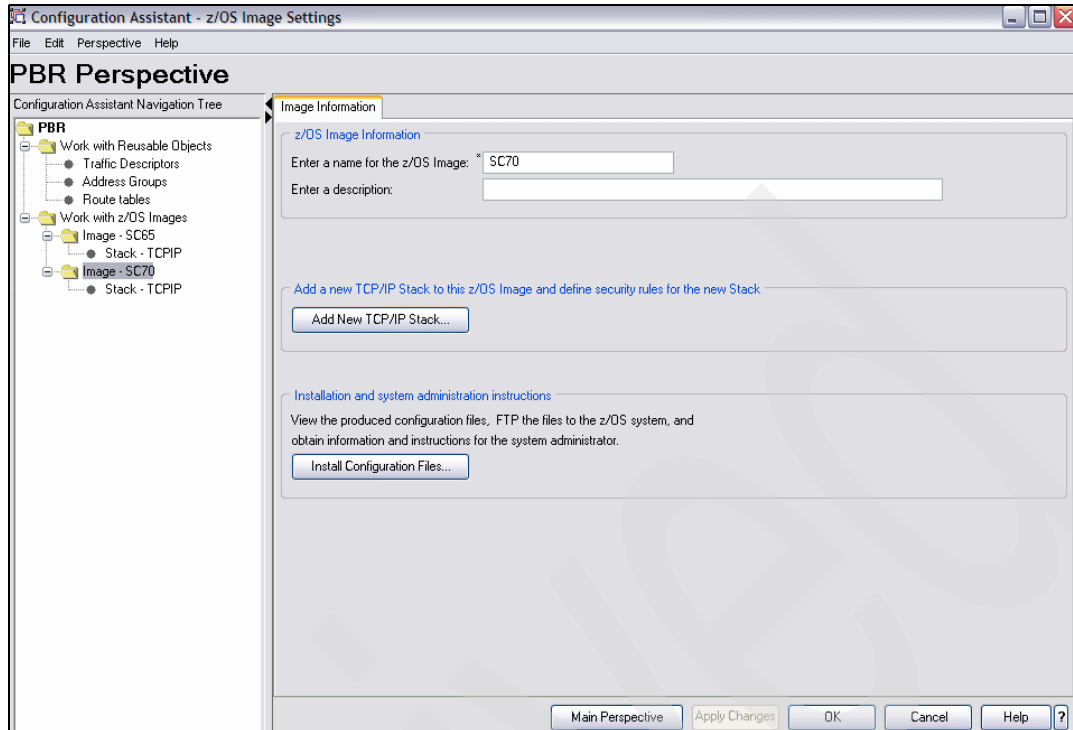 Configuration Assistant - z/OS Image Settings
File Edit Perspective Help
PBR Perspective
Configuration Assistant Navigation Tree
PBR
Work with Reusable Objects
Traffic Descriptors
Address Groups
Route tables
Work with z/OS Images
Image - SC65
Stack - TCPIP
Image - SC70
Stack - TCPIP
Image Information
z/OS Image Information
Enter a name for the z/OS Image: * SC70
Enter a description:
Add a new TCP/IP Stack to this z/OS Image and define security rules for the new Stack
Add New TCP/IP Stack...
Installation and system administration instructions
View the produced configuration files, FTP the files to the z/OS system, and
obtain information and instructions for the system administrator.
Install Configuration Files...
Main Perspective Apply Changes OK Cancel Help ?